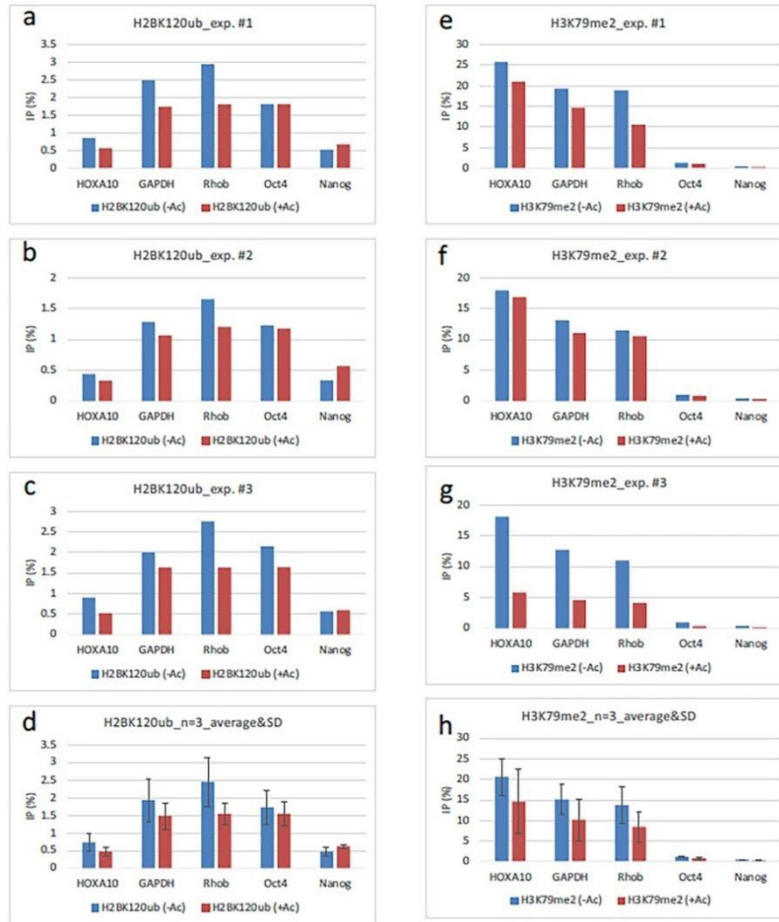 a
H2BK120ub_exp. #1
3.5
3
2.5
2
1.5
1
0.5
0
IP (%)
HOXA10 GAPDH Rhob Oct4 Nanog
H2BK120ub (-Ac) H2BK120ub (+Ac)
b
H2BK120ub_exp. #2
2
1.5
1
0.5
0
IP (%)
HOXA10 GAPDH Rhob Oct4 Nanog
H2BK120ub (-Ac) H2BK120ub (+Ac)
c
H2BK120ub_exp. #3
3
2.5
2
1.5
1
0.5
0
IP (%)
HOXA10 GAPDH Rhob Oct4 Nanog
H2BK120ub (-Ac) H2BK120ub (+Ac)
d
H2BK120ub_n=3_average&SD
3.5
3
2.5
2
1.5
1
0.5
0
IP (%)
HOXA10 GAPDH Rhob Oct4 Nanog
H2BK120ub (-Ac) H2BK120ub (+Ac)
e
H3K79me2_exp. #1
30
25
20
15
10
5
0
IP (%)
HOXA10 GAPDH Rhob Oct4 Nanog
H3K79me2 (-Ac) H3K79me2 (+Ac)
f
H3K79me2_exp. #2
20
15
10
5
0
IP (%)
HOXA10 GAPDH Rhob Oct4 Nanog
H3K79me2 (-Ac) H3K79me2 (+Ac)
g
H3K79me2_exp. #3
20
15
10
5
0
IP (%)
HOXA10 GAPDH Rhob Oct4 Nanog
H3K79me2 (-Ac) H3K79me2 (+Ac)
h
H3K79me2_n=3_average&SD
30
25
20
15
10
5
0
IP (%)
HOXA10 GAPDH Rhob Oct4 Nanog
H3K79me2 (-Ac) H3K79me2 (+Ac)